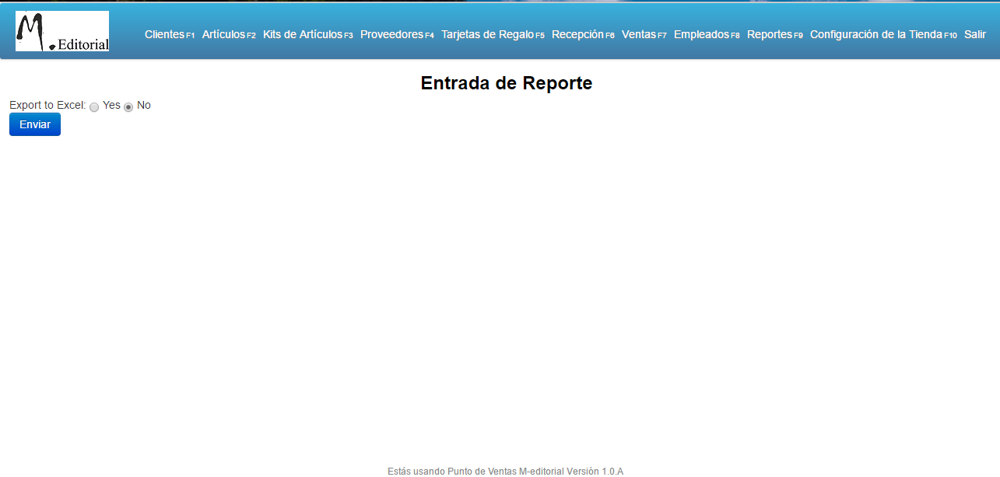 M. Editorial
Clientes F1 Artículos F2 Kits de Artículos F3 Proveedores F4 Tarjetas de Regalo F5 Recepción F6 Ventas F7 Empleados F8 Reportes F9 Configuración de la Tienda F10 Salir
Entrada de Reporte
Export to Excel: Yes No
Enviar
Estás usando Punto de Ventas M-editorial Versión 1.0.A